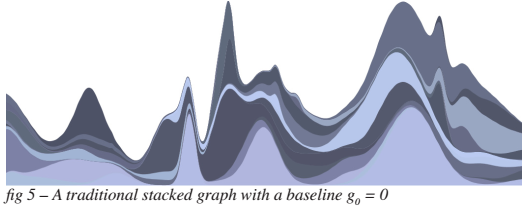 fig 5 – A traditional stacked graph with a baseline g₀ = 0